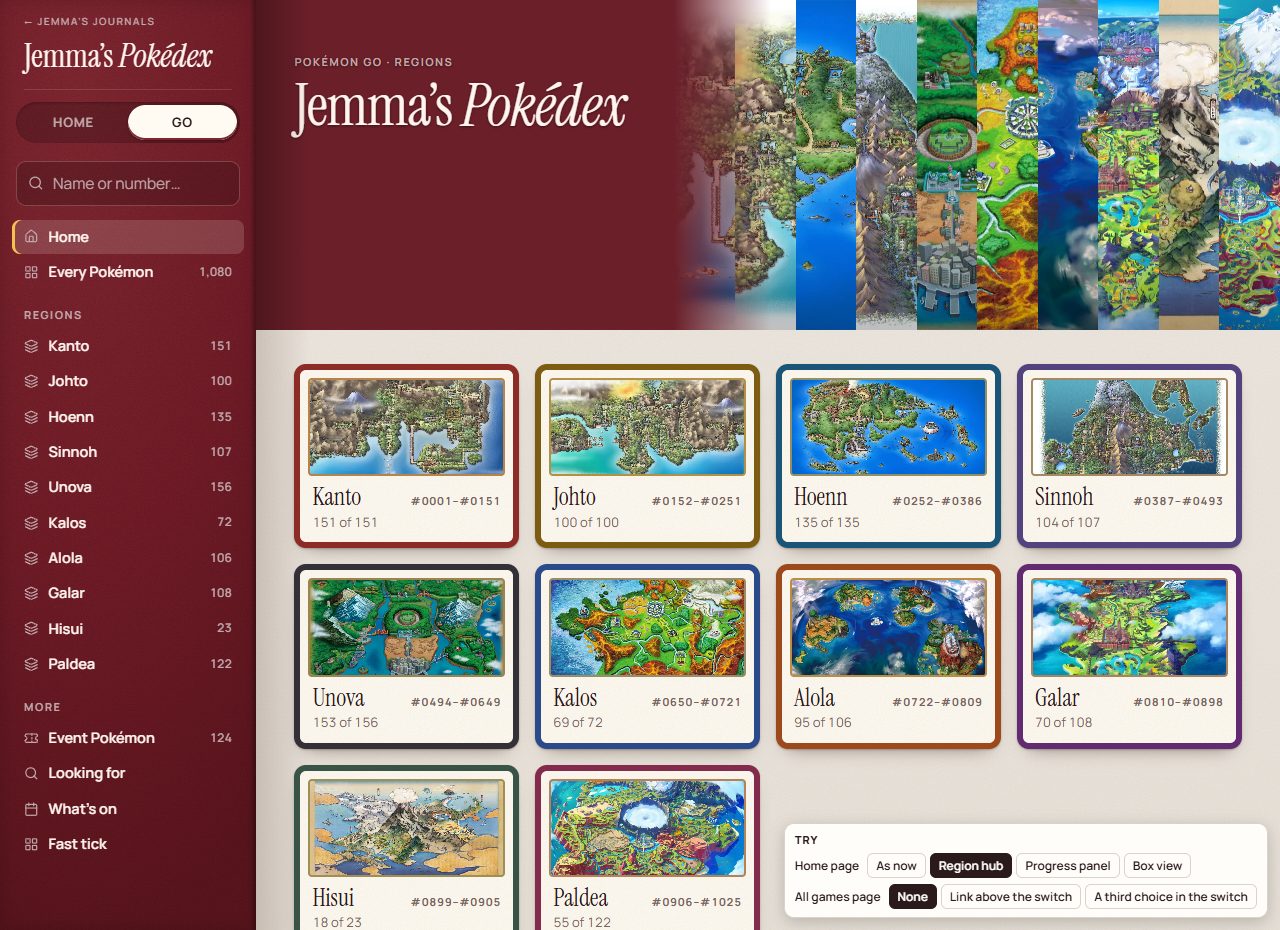 ← JEMMA'S JOURNALS
Jemma's Pokédex
HOME
GO
Name or number...
Home
Every Pokémon 1,080
REGIONS
Kanto 151
Johto 100
Hoenn 135
Sinnoh 107
Unova 156
Kalos 72
Alola 106
Galar 108
Hisui 23
Paldea 122
MORE
Event Pokémon 124
Looking for
What's on
Fast tick
POKÉMON GO · REGIONS
Jemma's Pokédex
Kanto #0001–#0151
151 of 151
Johto #0152–#0251
100 of 100
Hoenn #0252–#0386
135 of 135
Sinnoh #0387–#0493
104 of 107
Unova #0494–#0649
153 of 156
Kalos #0650–#0721
69 of 72
Alola #0722–#0809
95 of 106
Galar #0810–#0898
70 of 108
Hisui #0899–#0905
18 of 23
Paldea #0906–#1025
55 of 122
TRY
Home page As now Region hub Progress panel Box view
All games page None Link above the switch A third choice in the switch